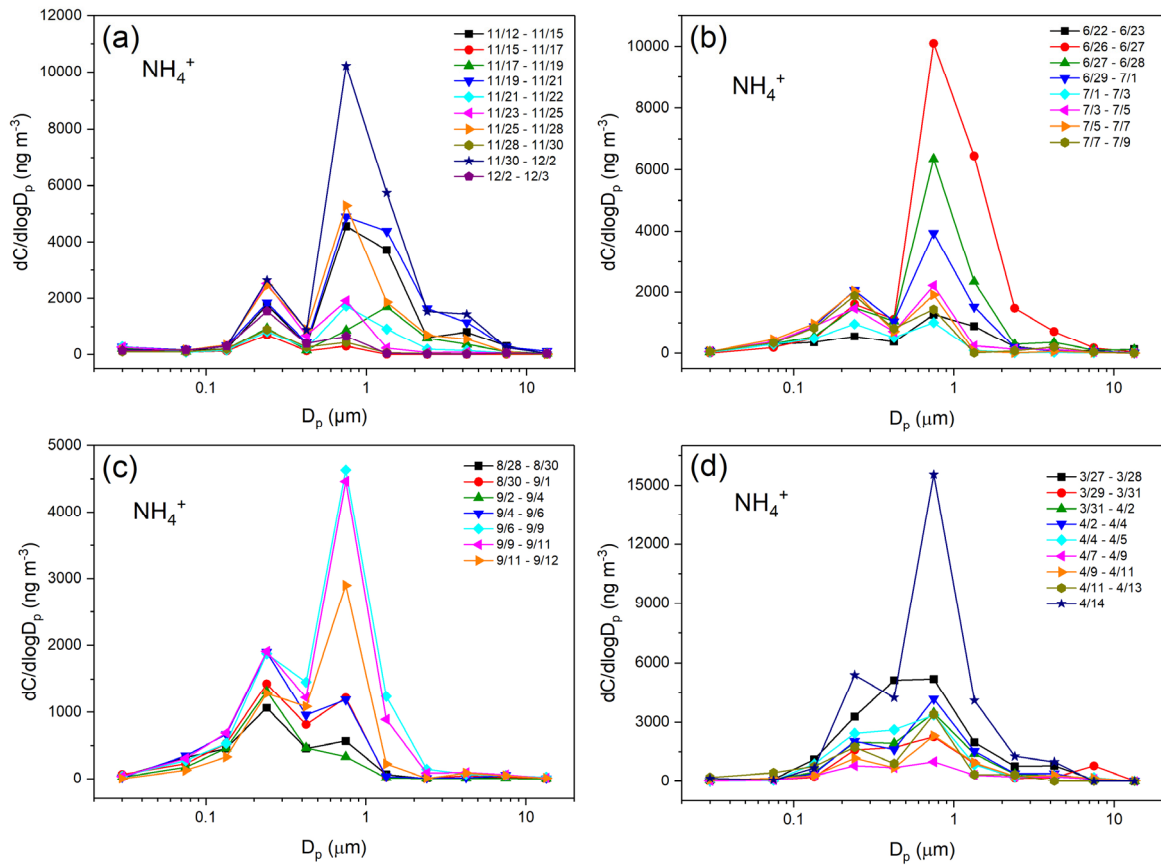 (a)
NH4+
11/12 - 11/15
11/15 - 11/17
11/17 - 11/19
11/19 - 11/21
11/21 - 11/22
11/23 - 11/25
11/25 - 11/28
11/28 - 11/30
11/30 - 12/2
12/2 - 12/3
12000
10000
8000
6000
4000
2000
0
dC/dlogDp (ng m-3)
0.1
1
10
Dp (μm)
(b)
NH4+
6/22 - 6/23
6/26 - 6/27
6/27 - 6/28
6/29 - 7/1
7/1 - 7/3
7/3 - 7/5
7/5 - 7/7
7/7 - 7/9
10000
8000
6000
4000
2000
0
dC/dlogDp (ng m-3)
0.1
1
10
Dp (μm)
(c)
NH4+
8/28 - 8/30
8/30 - 9/1
9/2 - 9/4
9/4 - 9/6
9/6 - 9/9
9/9 - 9/11
9/11 - 9/12
5000
4000
3000
2000
1000
0
dC/dlogDp (ng m-3)
0.1
1
10
Dp (μm)
(d)
NH4+
3/27 - 3/28
3/29 - 3/31
3/31 - 4/2
4/2 - 4/4
4/4 - 4/5
4/7 - 4/9
4/9 - 4/11
4/11 - 4/13
4/14
15000
12000
9000
6000
3000
0
dC/dlogDp (ng m-3)
0.1
1
10
Dp (μm)